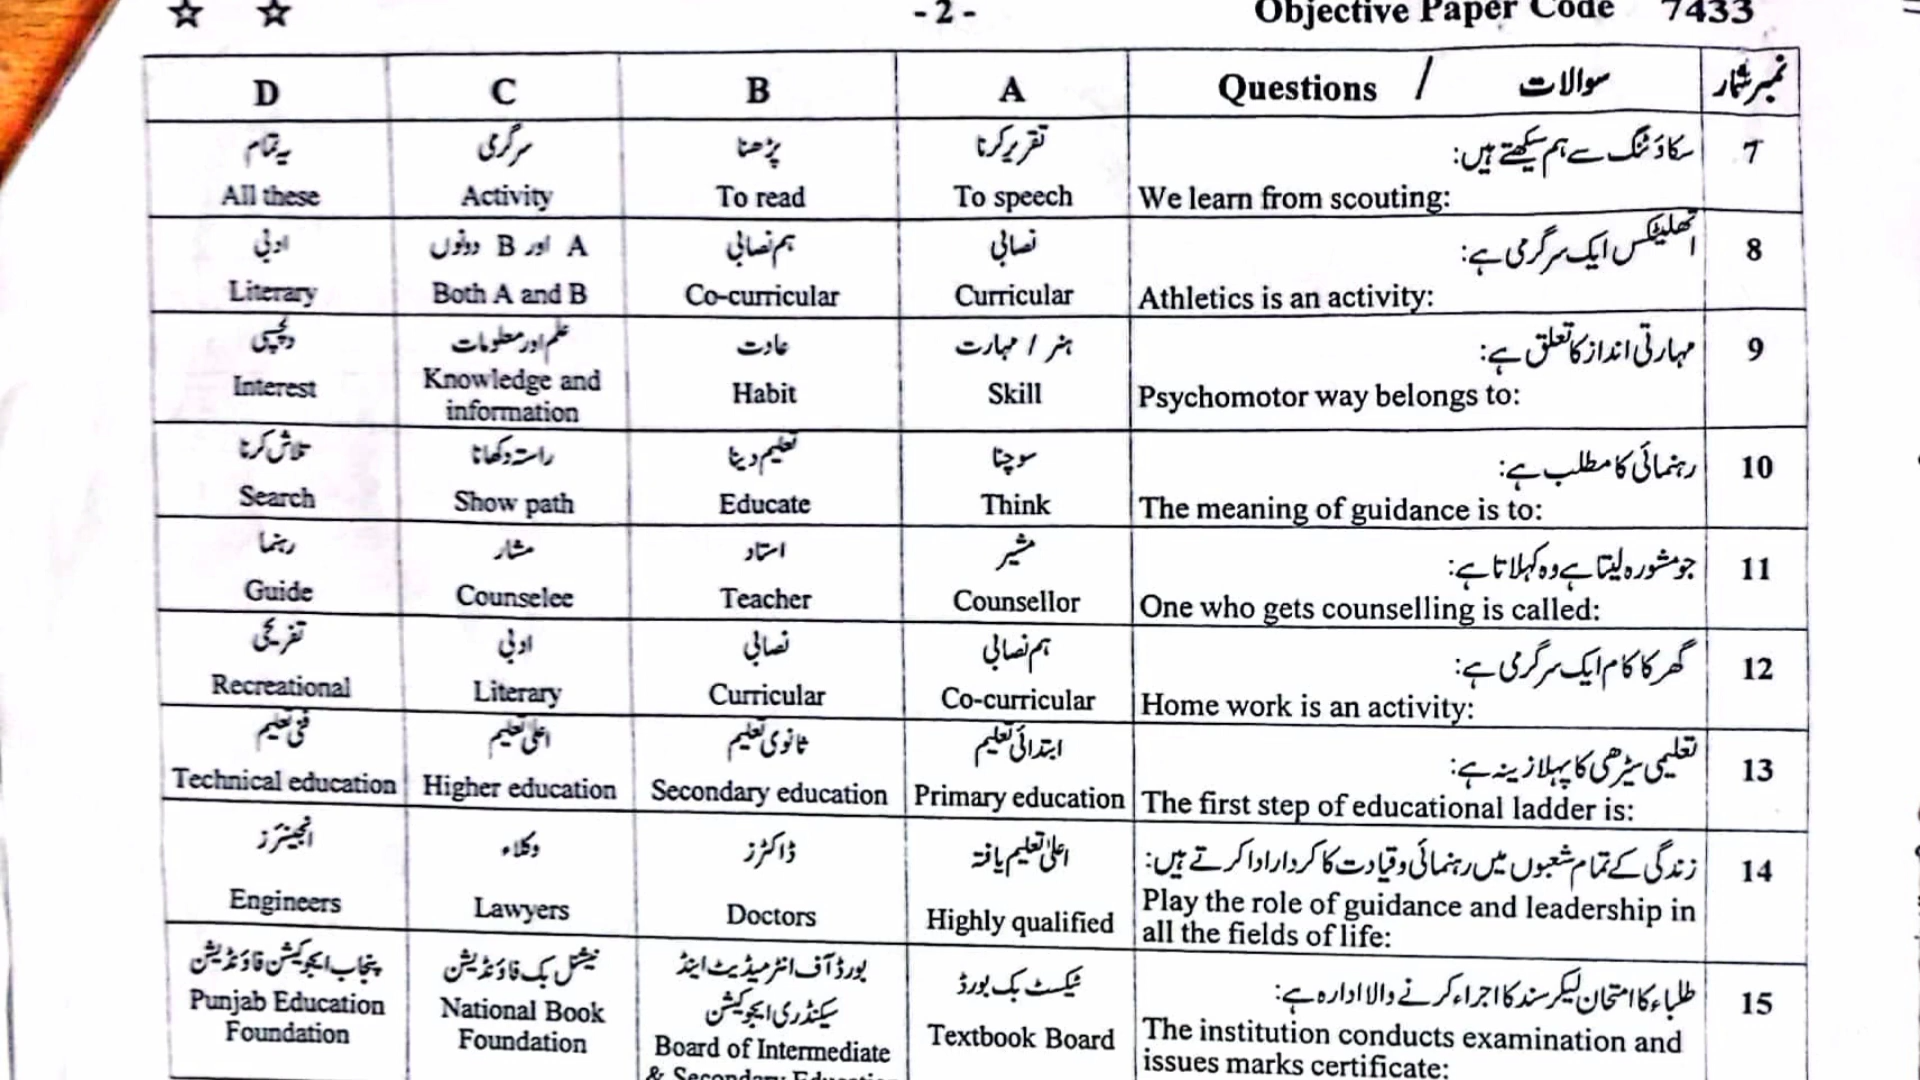 ☆ ☆ - 2 - Objective Paper Code 7433
D C B A Questions / سوالات نمبر شمار
یہ تمام سرگرمی پڑھنا تقریر کرنا سکاؤٹنگ سے ہم سیکھتے ہیں: 7
All these Activity To read To speech We learn from scouting:
ادبی A اور B دونوں ہم نصابی نصابی اتھلیٹکس ایک سرگرمی ہے: 8
Literary Both A and B Co-curricular Curricular Athletics is an activity:
دلچسپی علم اور معلومات عادت ہنر / مہارت مہارتی انداز کا تعلق ہے: 9
Interest Knowledge and information Habit Skill Psychomotor way belongs to:
تلاش کرنا راستہ دکھانا تعلیم دینا سوچنا رہنمائی کا مطلب ہے: 10
Search Show path Educate Think The meaning of guidance is to:
رہنما مشار استاد مشیر جو مشورہ لیتا ہے وہ کہلاتا ہے: 11
Guide Counselee Teacher Counsellor One who gets counselling is called:
تفریحی ادبی نصابی ہم نصابی گھر کا کام ایک سرگرمی ہے: 12
Recreational Literary Curricular Co-curricular Home work is an activity:
فنی تعلیم اعلیٰ تعلیم ثانوی تعلیم ابتدائی تعلیم تعلیمی سیڑھی کا پہلا زینہ ہے: 13
Technical education Higher education Secondary education Primary education The first step of educational ladder is:
انجینئرز وکلاء ڈاکٹرز اعلیٰ تعلیم یافتہ زندگی کے تمام شعبوں میں رہنمائی و قیادت کا کردار ادا کرتے ہیں: 14
Engineers Lawyers Doctors Highly qualified Play the role of guidance and leadership in
all the fields of life:
پنجاب ایجوکیشن فاؤنڈیشن نیشنل بک فاؤنڈیشن بورڈ آف انٹرمیڈیٹ اینڈ سیکنڈری ایجوکیشن ٹیکسٹ بک بورڈ طلباء کا امتحان لیکر سند کا اجراء کرنے والا ادارہ ہے: 15
Punjab Education Foundation National Book Foundation Board of Intermediate Textbook Board The institution conducts examination and
& Secondary Education issues marks certificate: